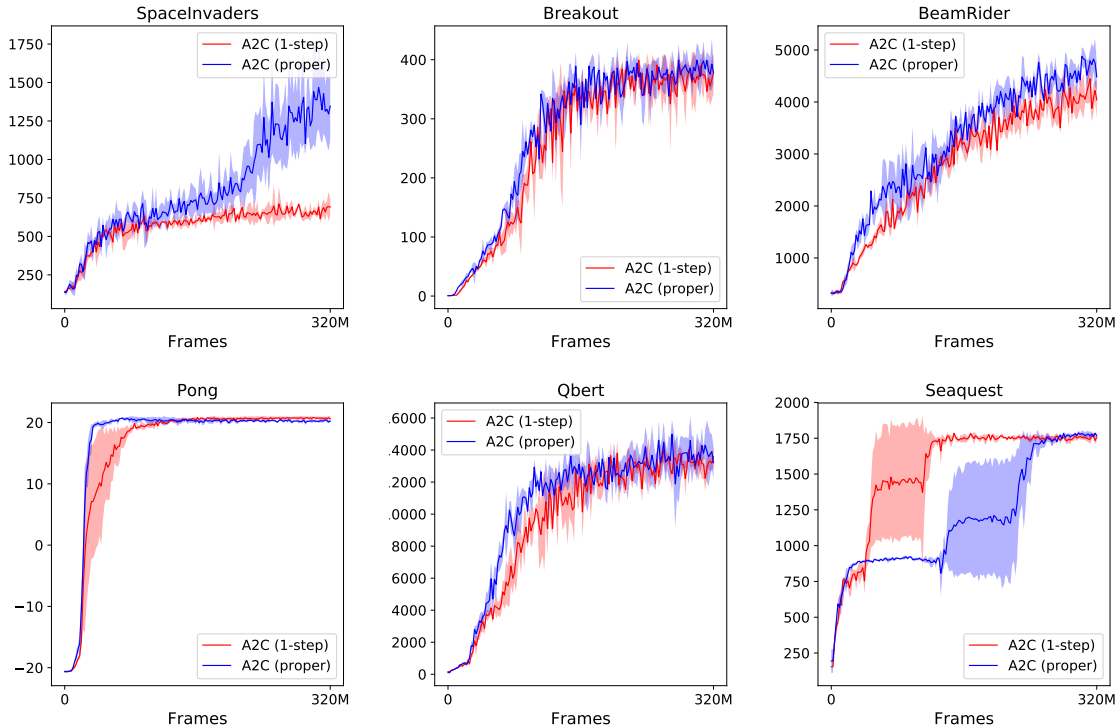 SpaceInvaders
1750
1500
1250
1000
750
500
250
A2C (1-step)
A2C (proper)
0
320M
Frames
Breakout
400
300
200
100
0
A2C (1-step)
A2C (proper)
0
320M
Frames
BeamRider
5000
4000
3000
2000
1000
A2C (1-step)
A2C (proper)
0
320M
Frames
Pong
20
10
0
−10
−20
A2C (1-step)
A2C (proper)
0
320M
Frames
Qbert
6000
4000
2000
.0000
8000
6000
4000
2000
0
A2C (1-step)
A2C (proper)
0
320M
Frames
Seaquest
2000
1750
1500
1250
1000
750
500
250
A2C (1-step)
A2C (proper)
0
320M
Frames